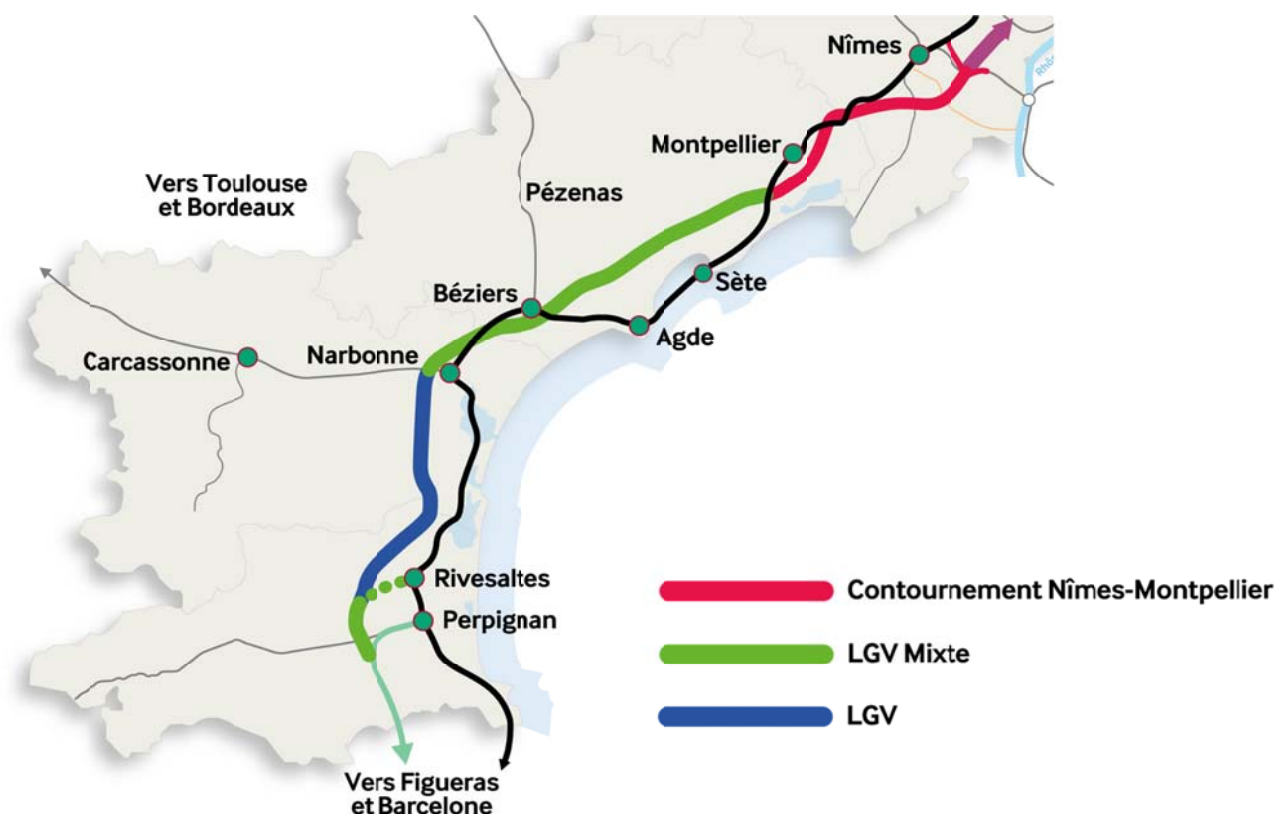 Nîmes
Rhône
Montpellier
Vers Toulouse
et Bordeaux
Pézenas
Sète
Béziers
Agde
Narbonne
Carcassonne
Rivesaltes
Perpignan
Vers Figueras
et Barcelone
Contournement Nîmes-Montpellier
LGV Mixte
LGV